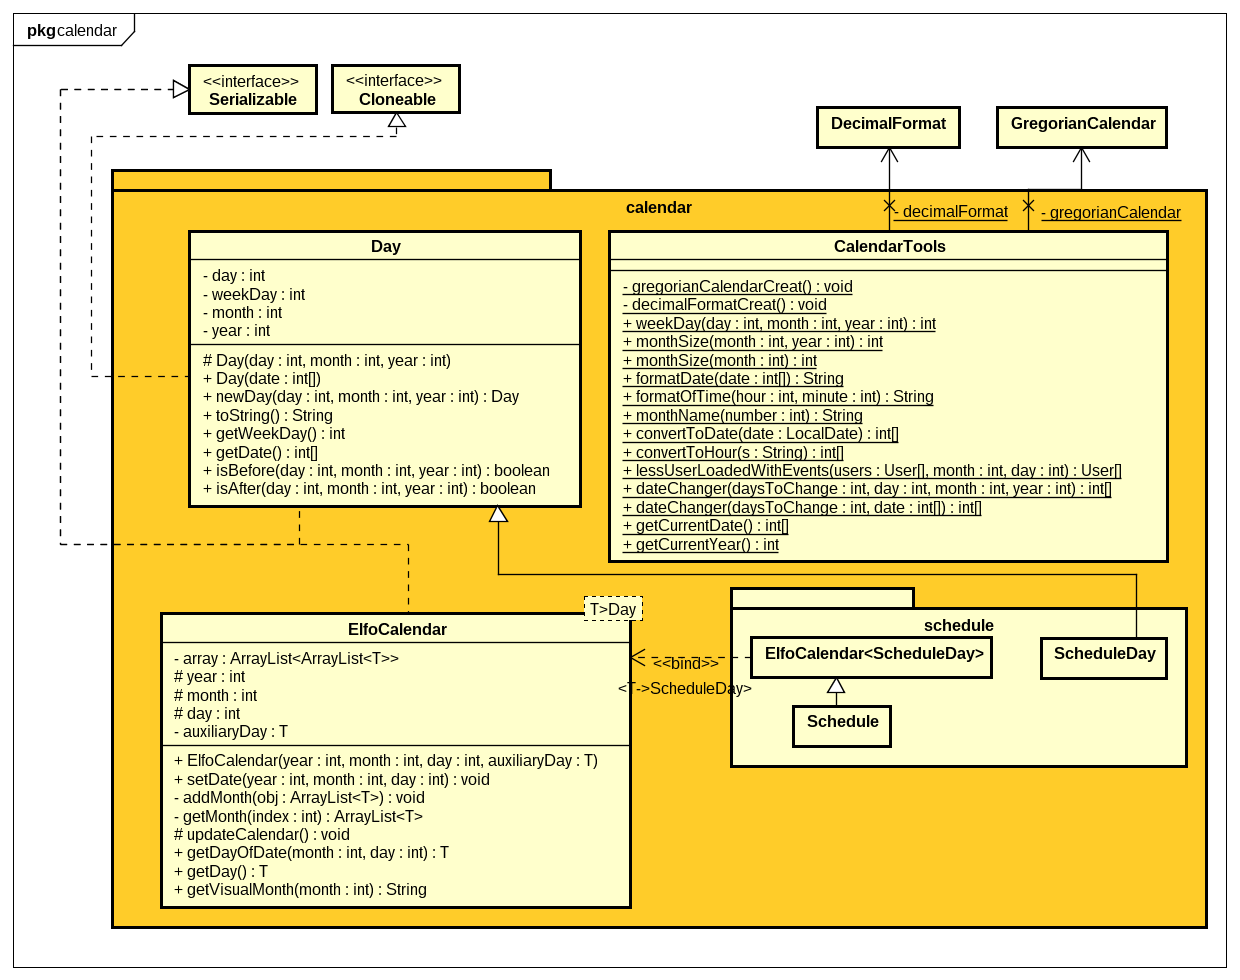 pkg calendar
<<interface>>
Serializable
<<interface>>
Cloneable
DecimalFormat
GregorianCalendar
calendar
- decimalFormat
- gregorianCalendar
Day
- day : int
- weekDay : int
- month : int
- year : int
# Day(day : int, month : int, year : int)
+ Day(date : int[])
+ newDay(day : int, month : int, year : int) : Day
+ toString() : String
+ getWeekDay() : int
+ getDate() : int[]
+ isBefore(day : int, month : int, year : int) : boolean
+ isAfter(day : int, month : int, year : int) : boolean
CalendarTools
- gregorianCalendarCreat() : void
- decimalFormatCreat() : void
+ weekDay(day : int, month : int, year : int) : int
+ monthSize(month : int, year : int) : int
+ monthSize(month : int) : int
+ formatDate(date : int[]) : String
+ formatOfTime(hour : int, minute : int) : String
+ monthName(number : int) : String
+ convertToDate(date : LocalDate) : int[]
+ convertToHour(s : String) : int[]
+ lessUserLoadedWithEvents(users : User[], month : int, day : int) : User[]
+ dateChanger(daysToChange : int, day : int, month : int, year : int) : int[]
+ dateChanger(daysToChange : int, date : int[]) : int[]
+ getCurrentDate() : int[]
+ getCurrentYear() : int
T>Day
ElfoCalendar
- array : ArrayList<ArrayList<T>>
# year : int
# month : int
# day : int
- auxiliaryDay : T
+ ElfoCalendar(year : int, month : int, day : int, auxiliaryDay : T)
+ setDate(year : int, month : int, day : int) : void
- addMonth(obj : ArrayList<T>) : void
- getMonth(index : int) : ArrayList<T>
# updateCalendar() : void
+ getDayOfDate(month : int, day : int) : T
+ getDay() : T
+ getVisualMonth(month : int) : String
<<bind>>
<T->ScheduleDay>
schedule
ElfoCalendar<ScheduleDay>
ScheduleDay
Schedule